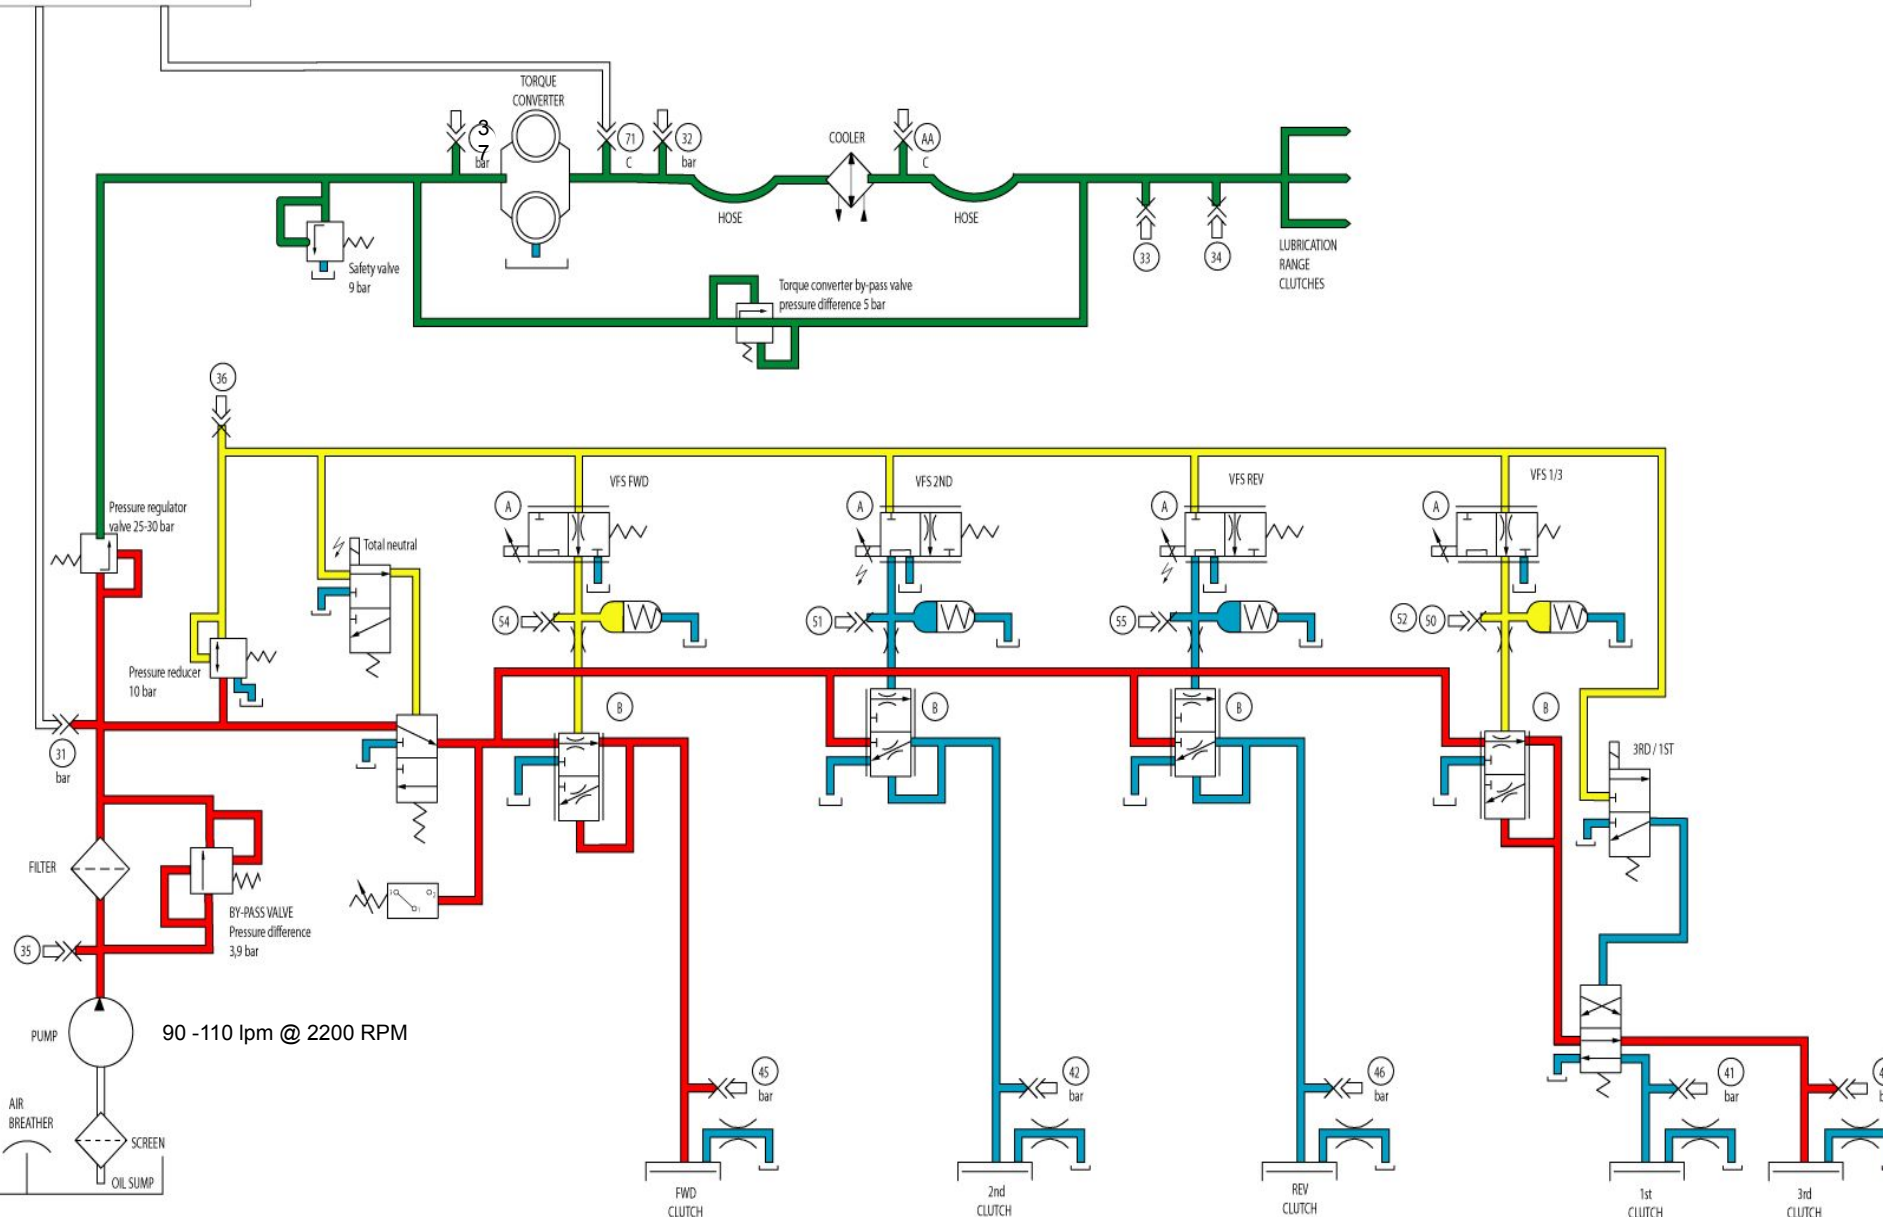 TORQUE
CONVERTER
3
7
bar
71
C
32
bar
COOLER
AA
C
HOSE
HOSE
33
34
LUBRICATION
RANGE
CLUTCHES
Safety valve
9 bar
Torque converter by-pass valve
pressure difference 5 bar
36
VFS FWD
VFS 2ND
VFS REV
VFS 1/3
A
A
A
A
Pressure regulator
valve 25-30 bar
Total neutral
54
51
55
52
50
Pressure reducer
10 bar
B
B
B
B
31
bar
3RD / 1ST
FILTER
BY-PASS VALVE
Pressure difference
3,9 bar
35
PUMP
90 -110 lpm @ 2200 RPM
45
bar
42
bar
46
bar
41
bar
AIR
BREATHER
SCREEN
OIL SUMP
FWD
CLUTCH
2nd
CLUTCH
REV
CLUTCH
1st
CLUTCH
3rd
CLUTCH